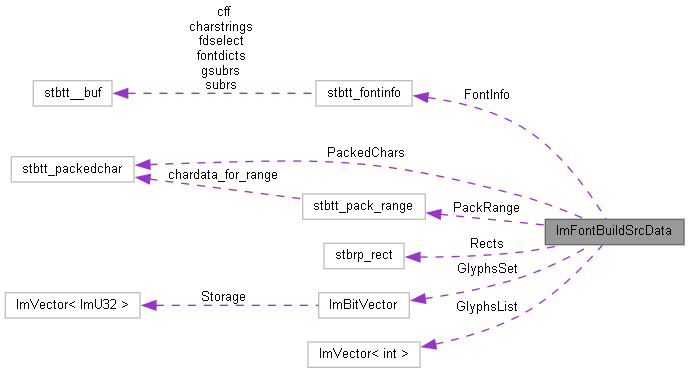 cff
charstrings
fdselect
fontdicts
gsubrs
subrs
stbtt__buf
stbtt_fontinfo
FontInfo
PackedChars
stbtt_packedchar
chardata_for_range
stbtt_pack_range
PackRange
ImFontBuildSrcData
Rects
stbrp_rect
GlyphsSet
ImVector< ImU32 >
Storage
ImBitVector
GlyphsList
ImVector< int >